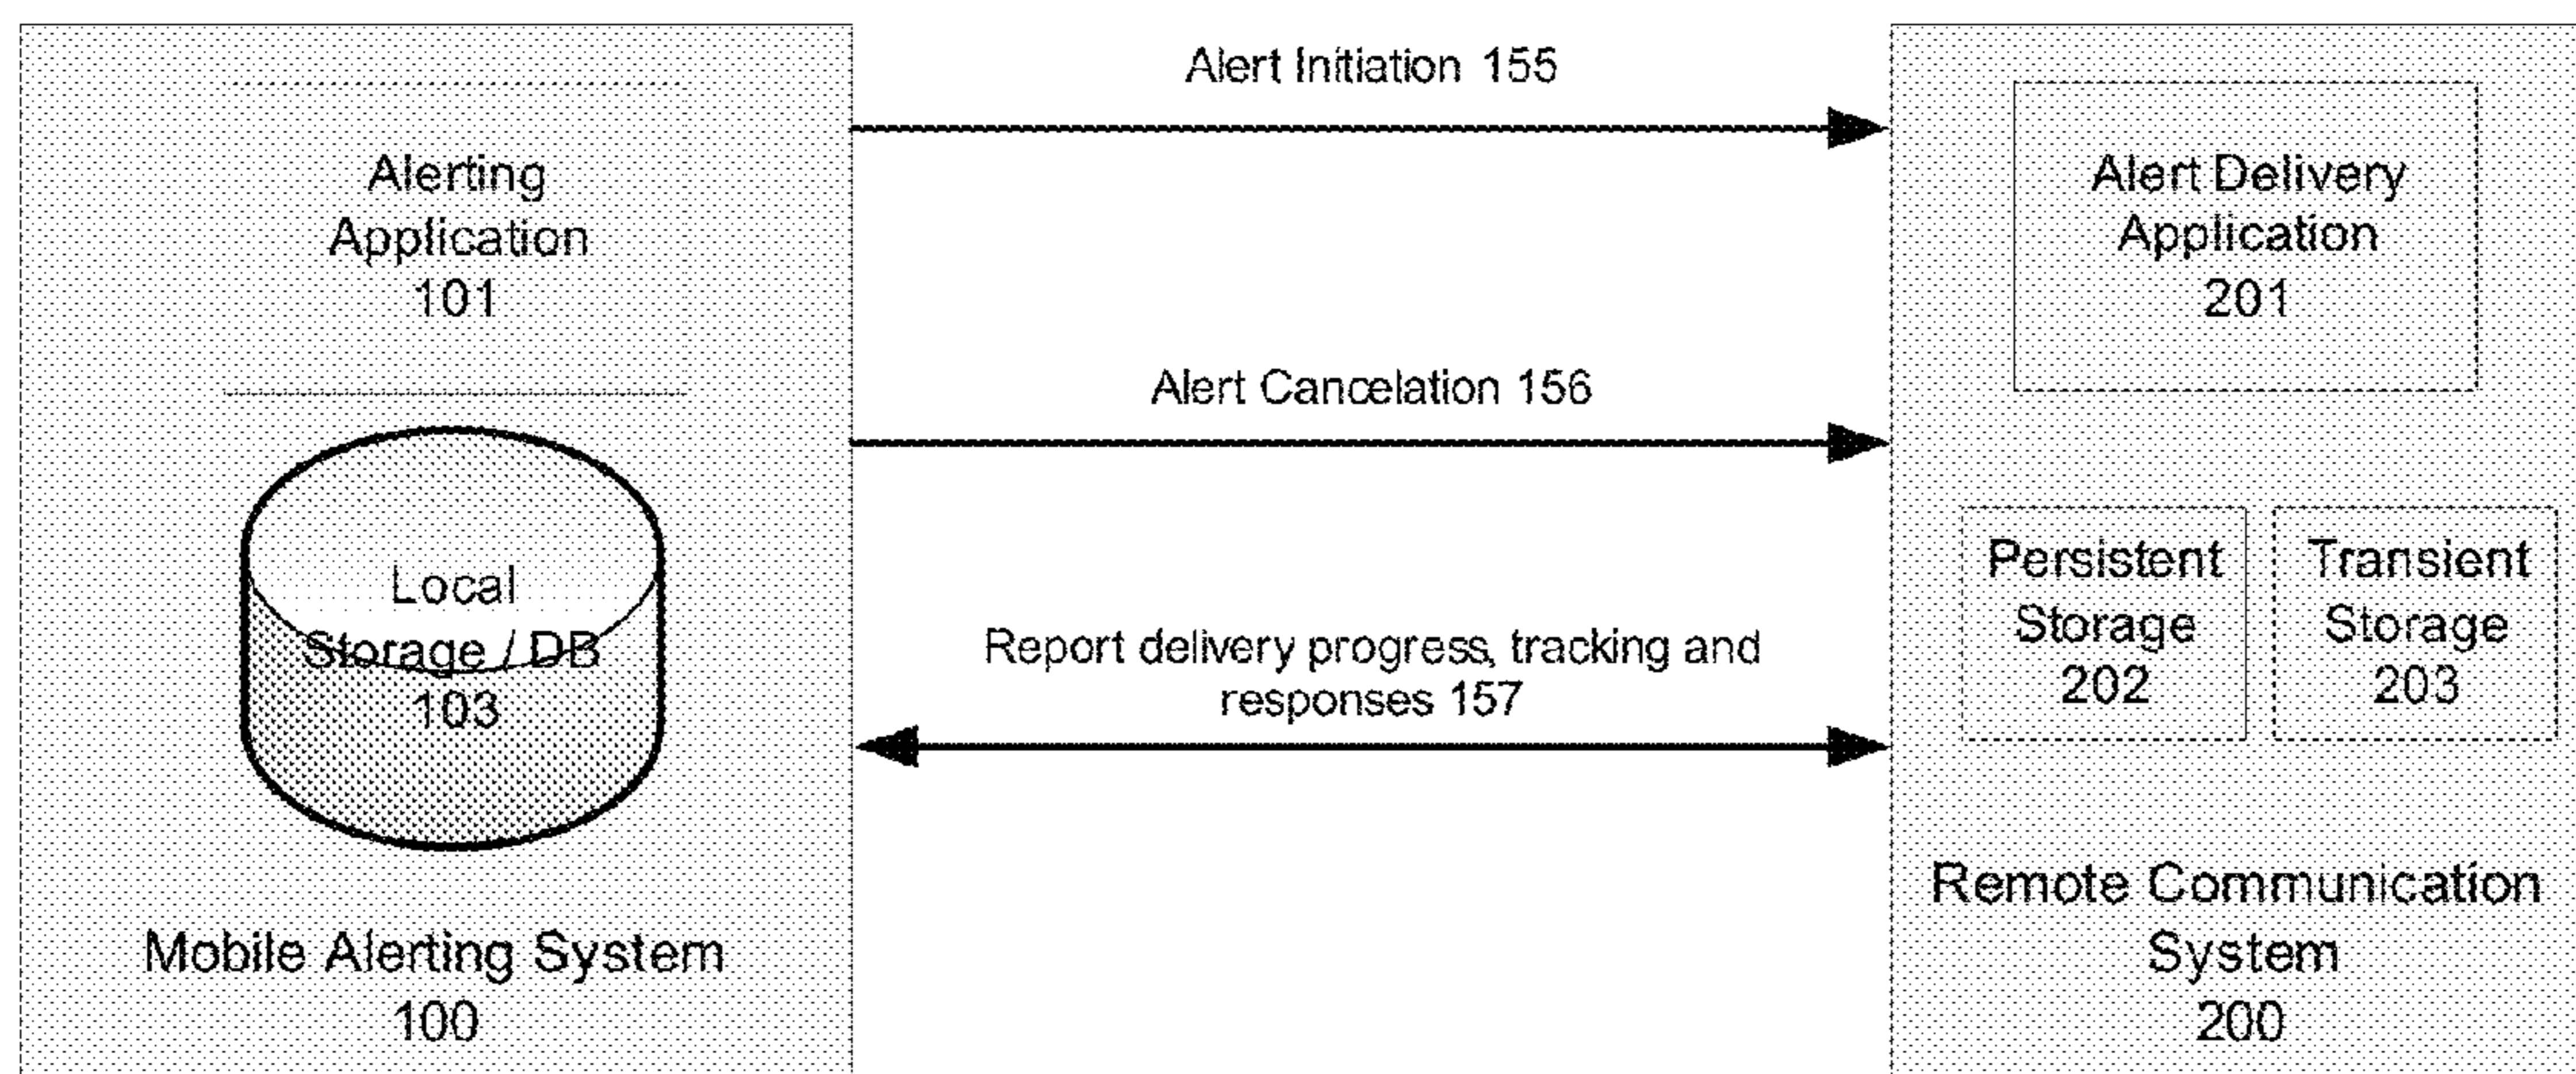 Alerting
Application
101
Local
Storage / DB
103
Mobile Alerting System
100
Alert Initiation 155
Alert Cancelation 156
Report delivery progress, tracking and
responses 157
Alert Delivery
Application
201
Persistent
Storage
202
Transient
Storage
203
Remote Communication
System
200